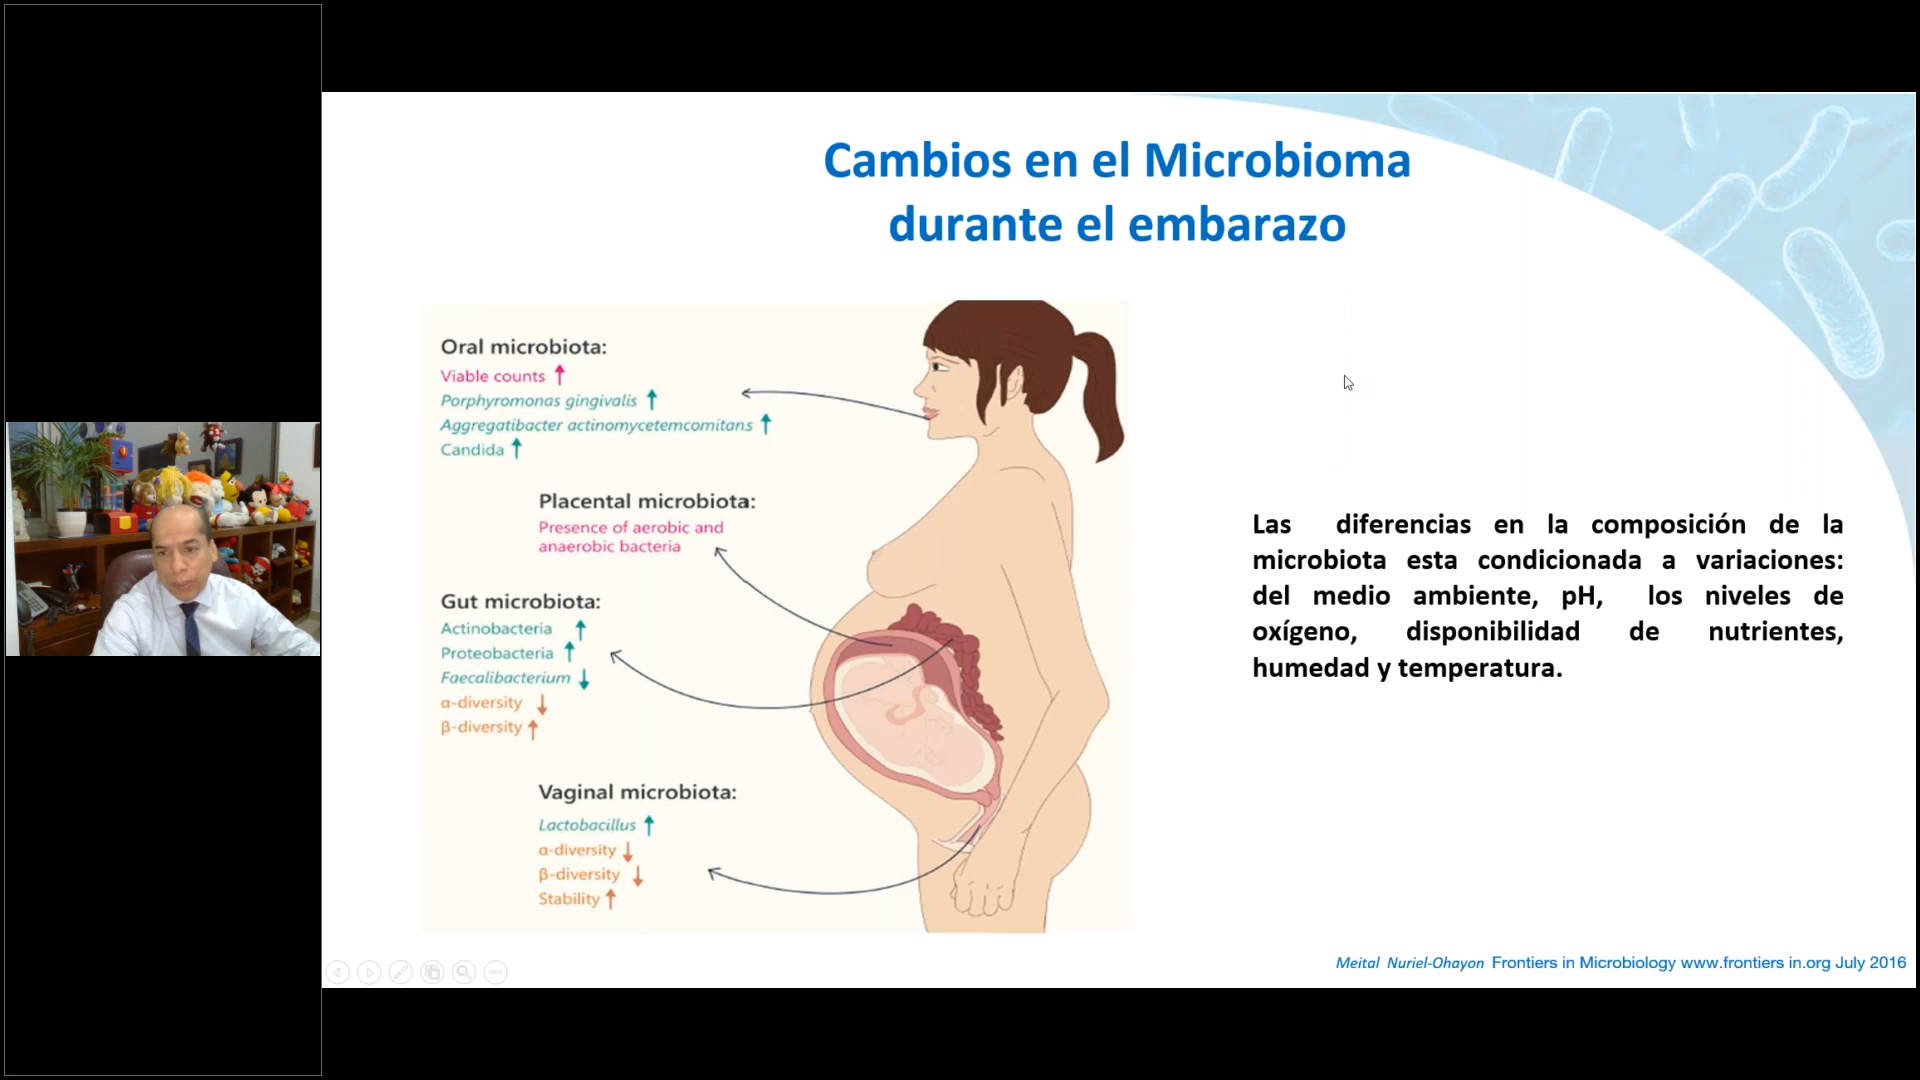 Cambios en el Microbioma
durante el embarazo
Oral microbiota:
Viable counts ↑
Porphyromonas gingivalis ↑
Aggregatibacter actinomycetemcomitans ↑
Candida ↑
Placental microbiota:
Presence of aerobic and
anaerobic bacteria
Gut microbiota:
Actinobacteria ↑
Proteobacteria ↑
Faecalibacterium ↓
α-diversity ↓
β-diversity ↑
Vaginal microbiota:
Lactobacillus ↑
α-diversity ↓
β-diversity ↓
Stability ↑
Las diferencias en la composición de la
microbiota esta condicionada a variaciones:
del medio ambiente, pH, los niveles de
oxígeno, disponibilidad de nutrientes,
humedad y temperatura.
Meital Nuriel-Ohayon Frontiers in Microbiology www.frontiers in.org July 2016